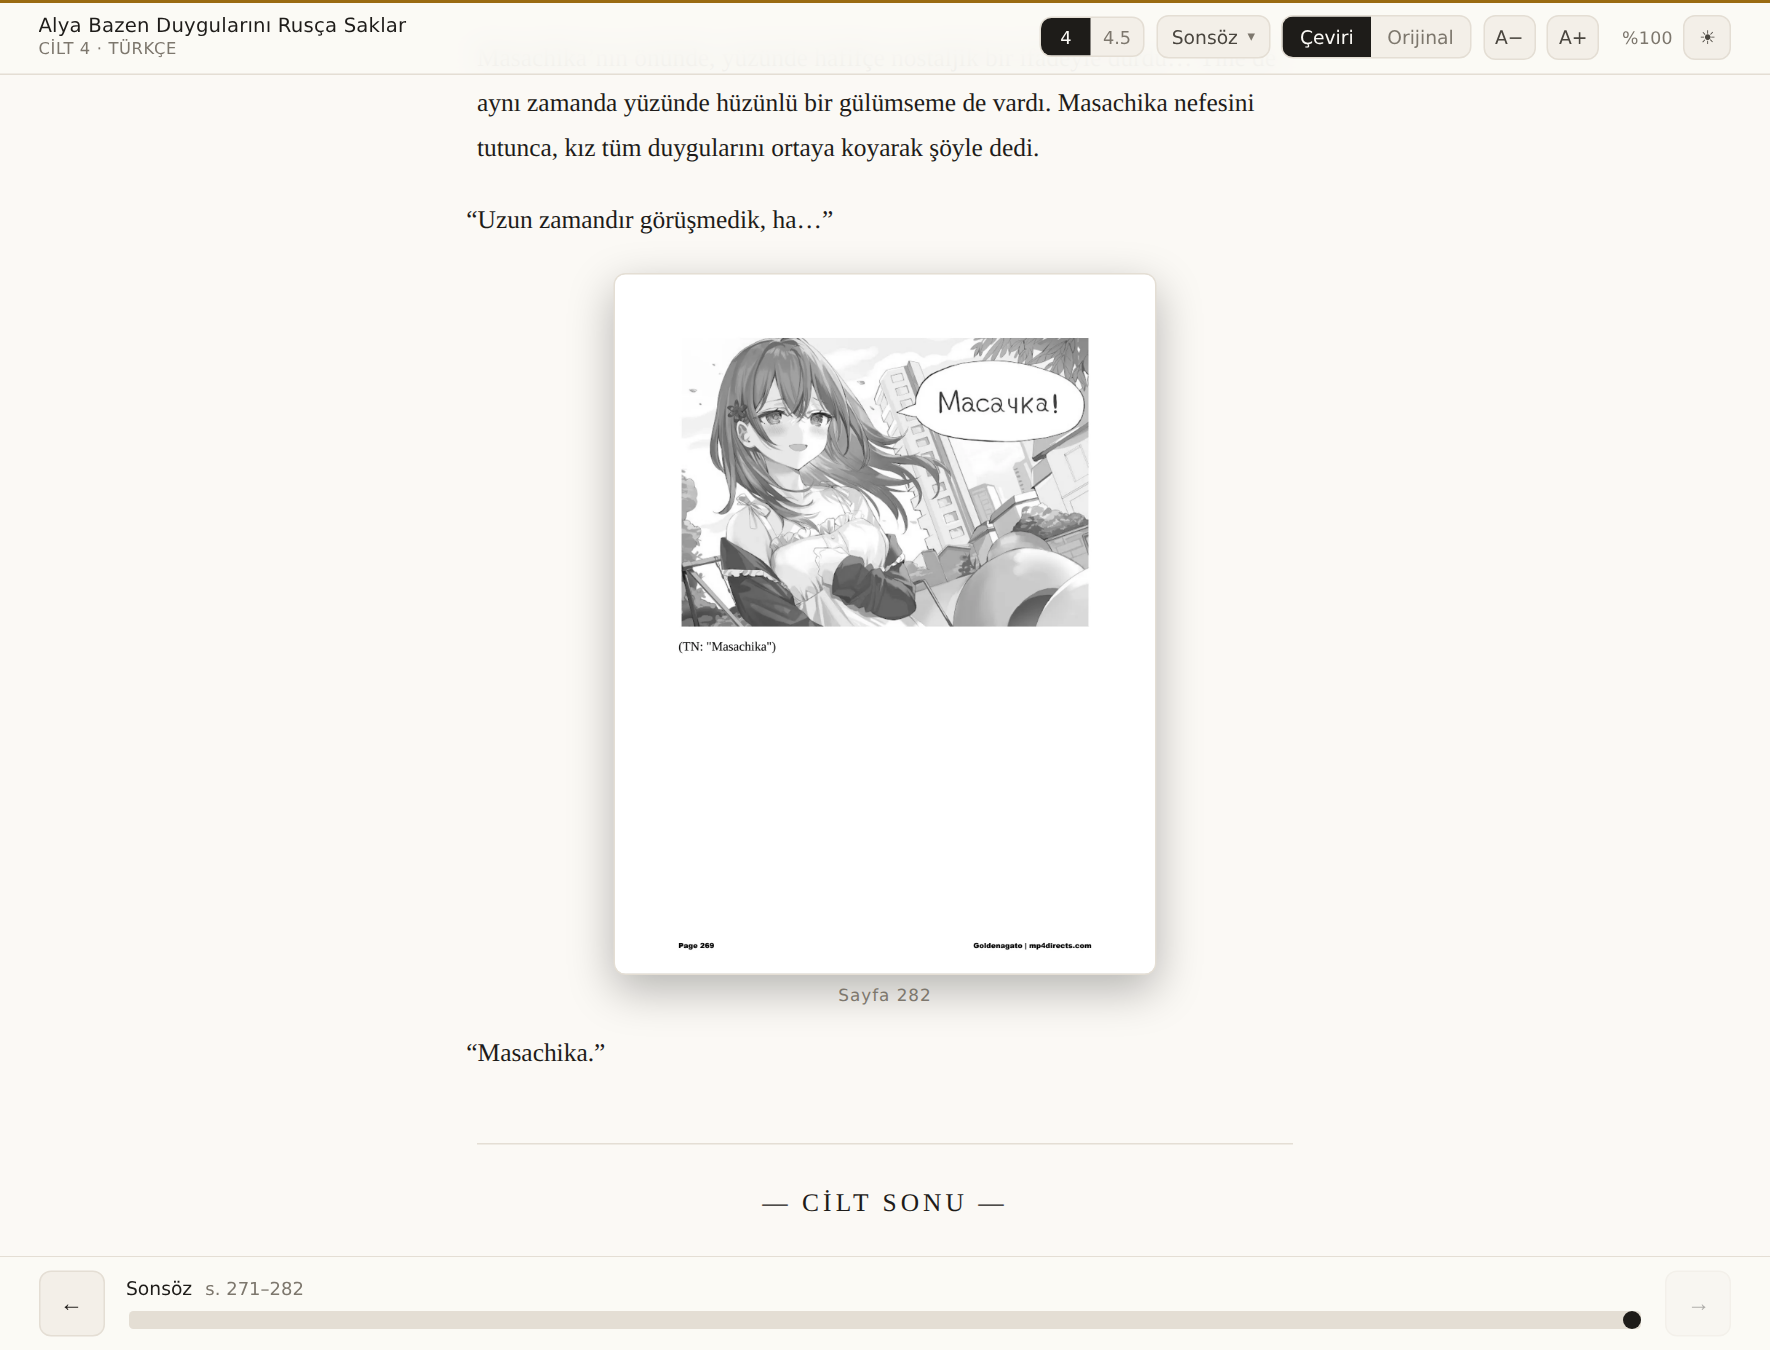 Alya Bazen Duygularını Rusça Saklar
CİLT 4 · TÜRKÇE
4
4.5
Sonsöz ▾
Çeviri
Orijinal
A−
A+
%100
aynı zamanda yüzünde hüzünlü bir gülümseme de vardı. Masachika nefesini
tutunca, kız tüm duygularını ortaya koyarak şöyle dedi.
“Uzun zamandır görüşmedik, ha…”
Масачка!
(TN: "Masachika")
Page 269
Goldenagato | mp4directs.com
Sayfa 282
“Masachika.”
— CİLT SONU —
←
Sonsöz s. 271–282
→